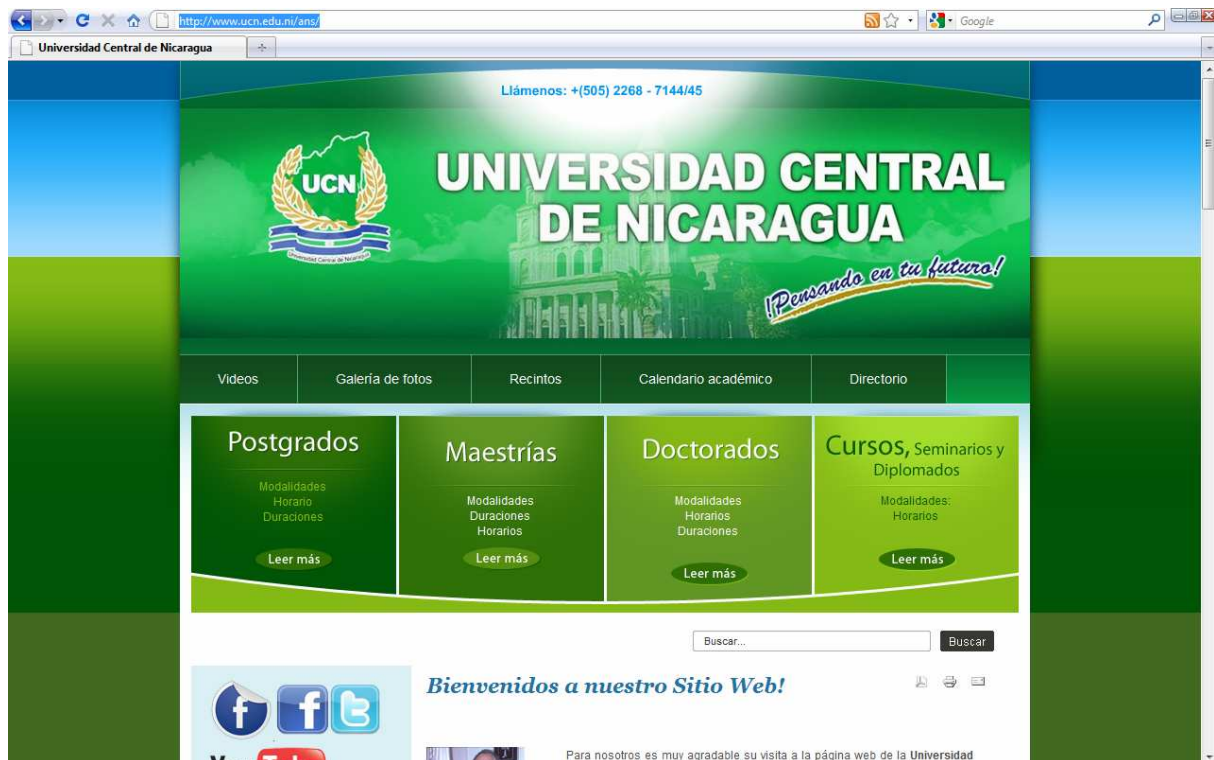 http://www.ucn.edu.ni/ans/
Google
Universidad Central de Nicaragua
Llámenos: +(505) 2268 - 7144/45
UCN
Universidad Central de Nicaragua
UNIVERSIDAD CENTRAL
DE NICARAGUA
¡Pensando en tu futuro!
Videos
Galería de fotos
Recintos
Calendario académico
Directorio
Postgrados
Modalidades
Horario
Duraciones
Leer más
Maestrías
Modalidades
Duraciones
Horarios
Leer más
Doctorados
Modalidades
Horarios
Duraciones
Leer más
Cursos, Seminarios y
Diplomados
Modalidades:
Horarios
Leer más
Buscar...
Buscar
Bienvenidos a nuestro Sitio Web!
f
f
t
Para nosotros es muy agradable su visita a la página web de la Universidad